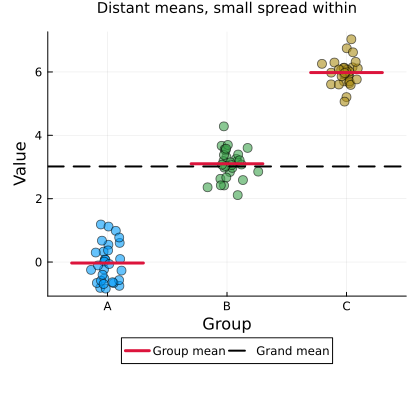 Distant means, small spread within
Value
6
4
2
0
A B C
Group
Group mean Grand mean